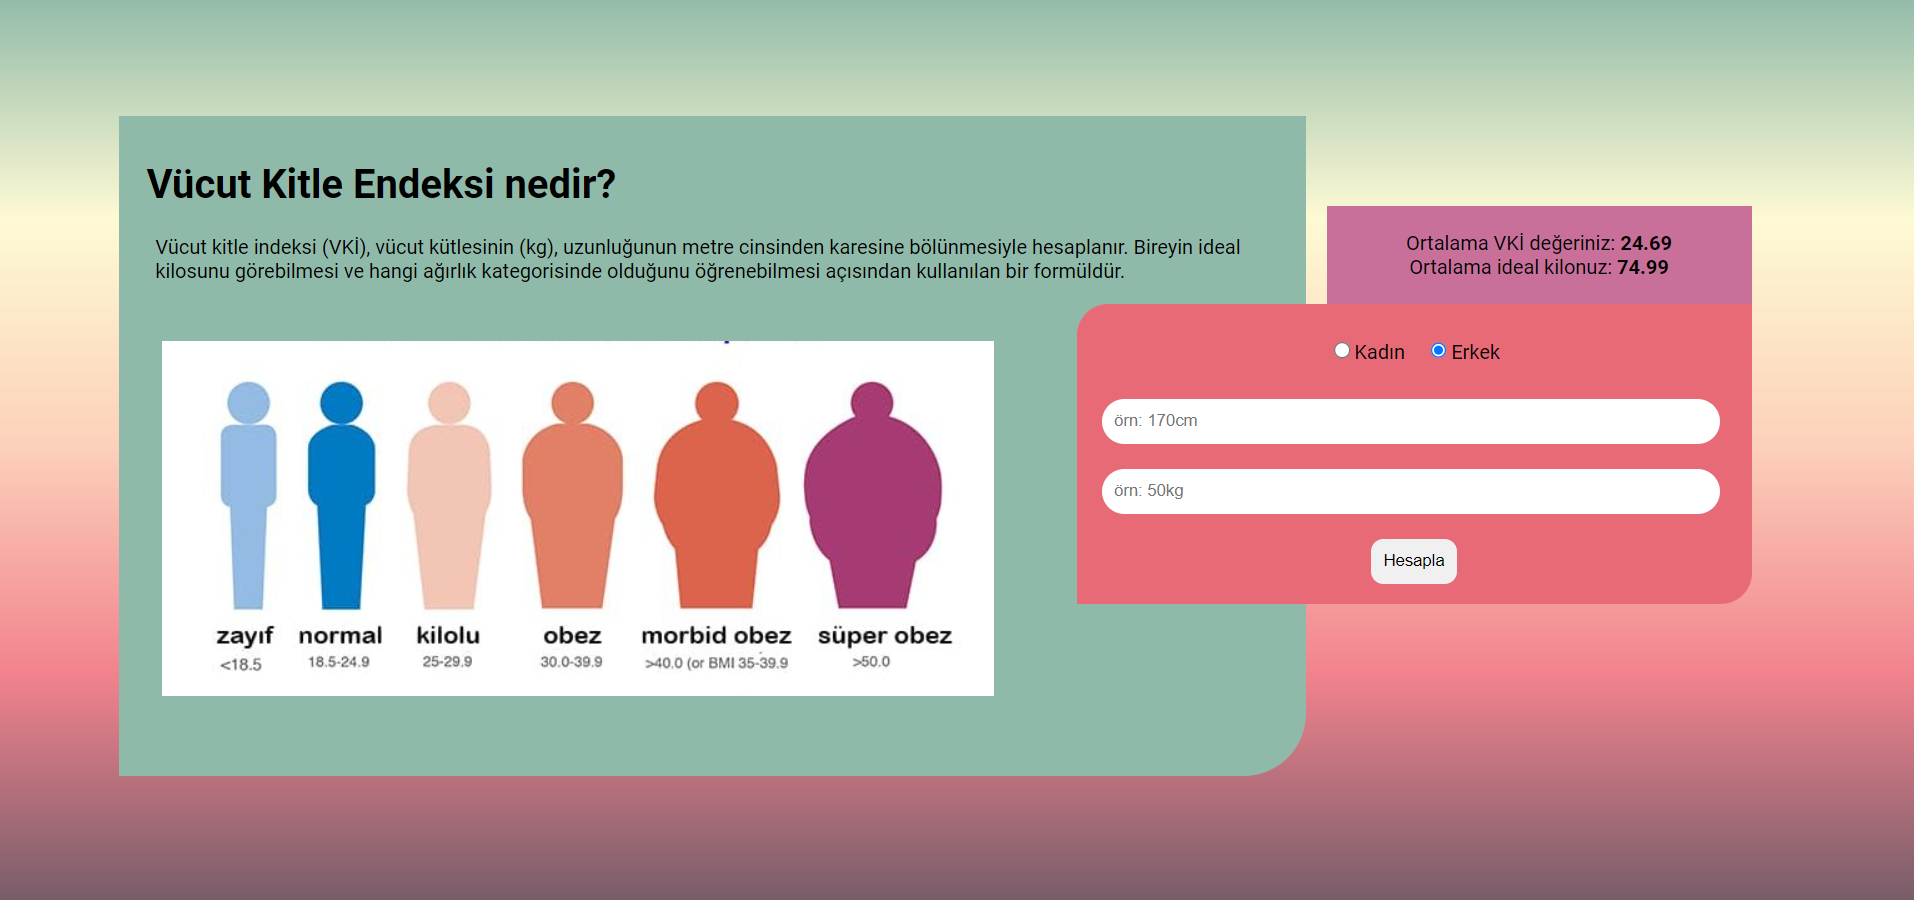 Vücut Kitle Endeksi nedir?
Vücut kitle indeksi (VKİ), vücut kütlesinin (kg), uzunluğunun metre cinsinden karesine bölünmesiyle hesaplanır. Bireyin ideal
kilosunu görebilmesi ve hangi ağırlık kategorisinde olduğunu öğrenebilmesi açısından kullanılan bir formüldür.
zayıf normal kilolu obez morbid obez süper obez
<18.5 18.5-24.9 25-29.9 30.0-39.9 >40.0 (or BMI 35-39.9 >50.0
Ortalama VKİ değeriniz: 24.69
Ortalama ideal kilonuz: 74.99
Kadın Erkek
örn: 170cm
örn: 50kg
Hesapla